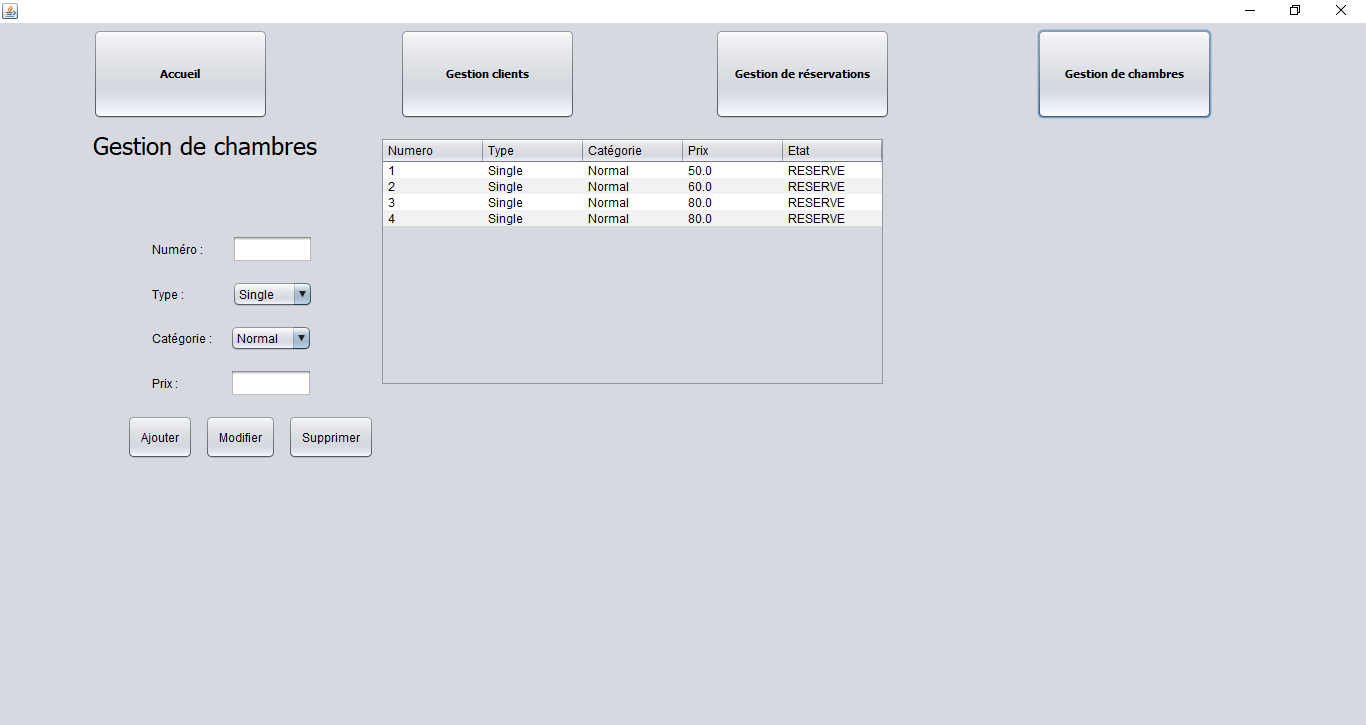 Accueil Gestion clients Gestion de réservations Gestion de chambres
Gestion de chambres
Numero Type Catégorie Prix Etat
1 Single Normal 50.0 RESERVE
2 Single Normal 60.0 RESERVE
3 Single Normal 80.0 RESERVE
4 Single Normal 80.0 RESERVE
Numéro :
Type : Single
Catégorie : Normal
Prix :
Ajouter Modifier Supprimer